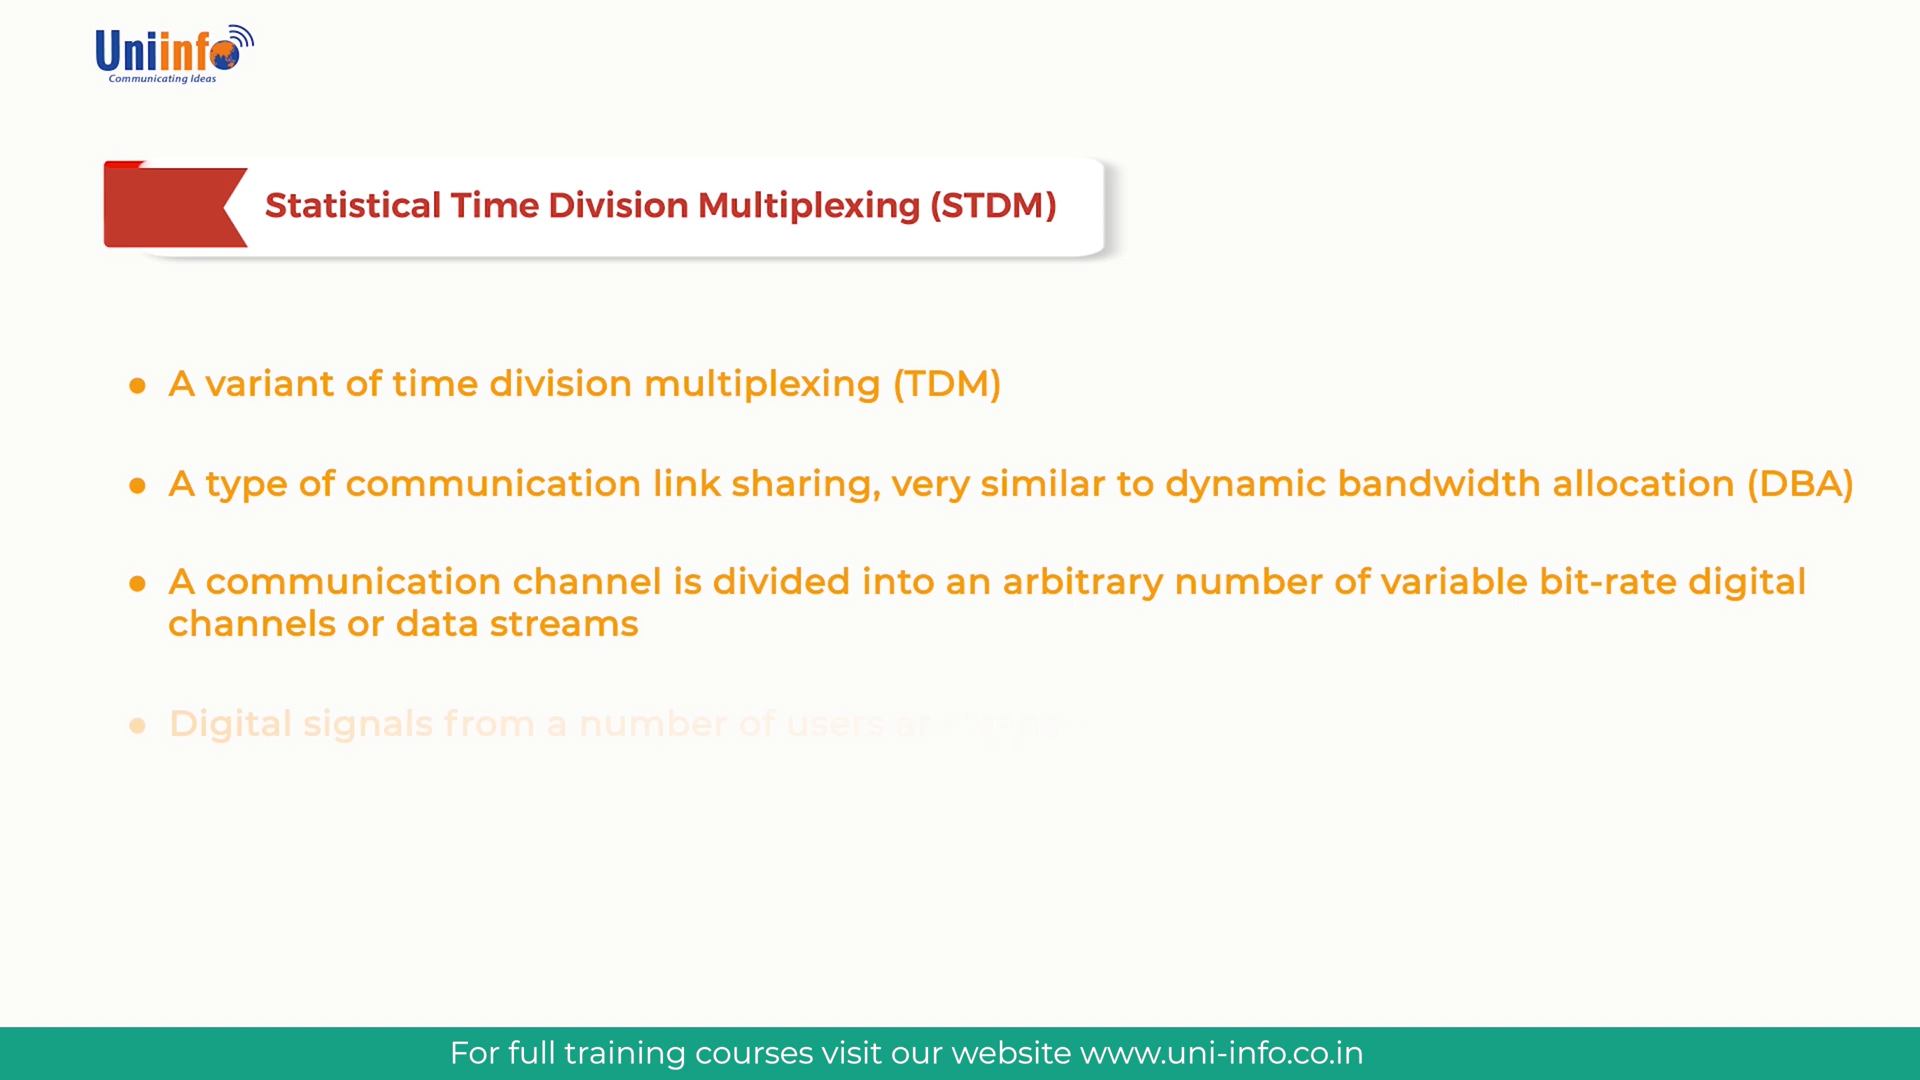 Uniinfo
Communicating Ideas
Statistical Time Division Multiplexing (STDM)
• A variant of time division multiplexing (TDM)
• A type of communication link sharing, very similar to dynamic bandwidth allocation (DBA)
• A communication channel is divided into an arbitrary number of variable bit-rate digital
channels or data streams
• Digital signals from a number of users
For full training courses visit our website www.uni-info.co.in